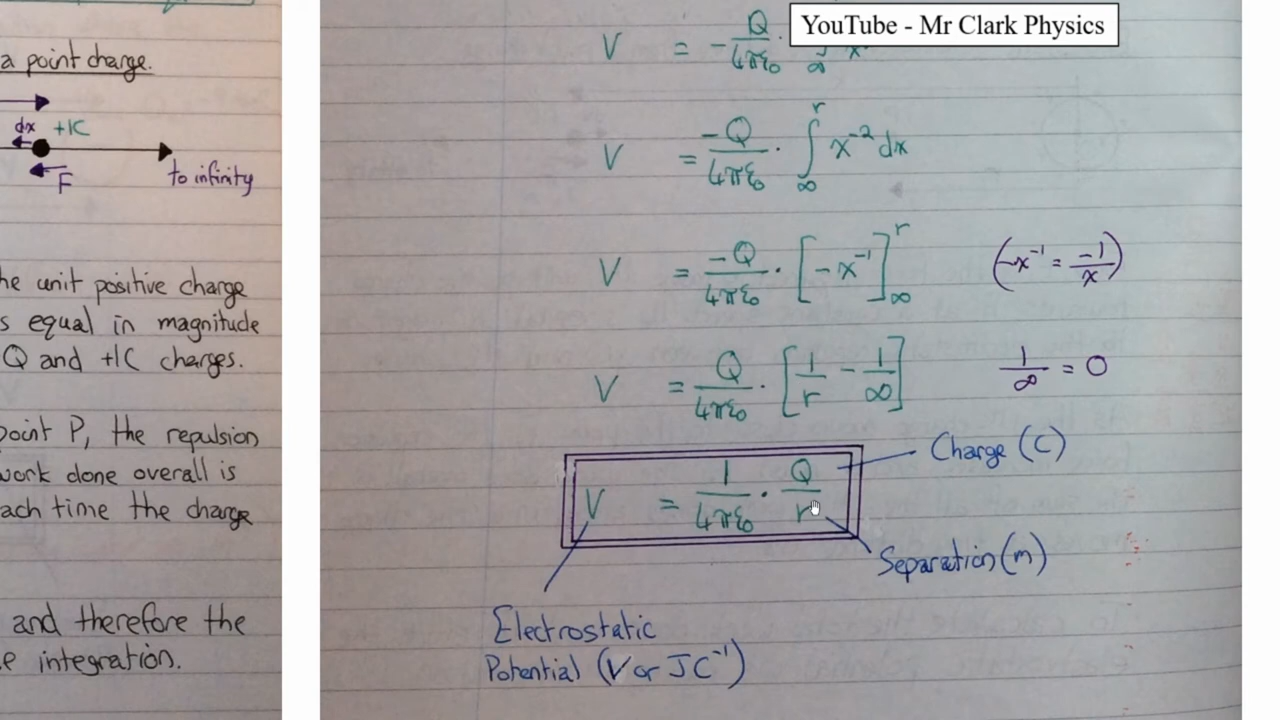 a point charge.
dx +1C
F
to infinity
he unit positive charge
s equal in magnitude
Q and +1C charges.
point P, the repulsion
work done overall is
ach time the charge
and therefore the
e integration.
YouTube - Mr Clark Physics
V = - Q/4πε₀ ·
V = -Q/4πε₀ · ∫_∞^r x⁻² dx
V = -Q/4πε₀ · [-x⁻¹]_∞^r (-x⁻¹ = -1/x)
V = Q/4πε₀ · [1/r - 1/∞] 1/∞ = 0
V = 1/4πε₀ · Q/r
Charge (C)
Separation (m)
Electrostatic
Potential (V or JC⁻¹)